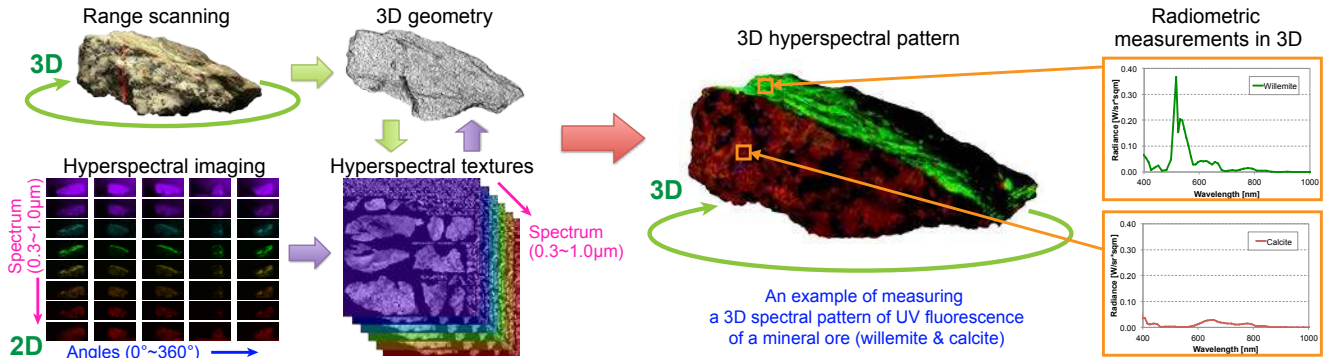 Range scanning
3D geometry
3D
Hyperspectral imaging
Hyperspectral textures
Spectrum
(0.3~1.0μm)
2D
Angles (0°~360°)
Spectrum
(0.3~1.0μm)
3D hyperspectral pattern
3D
An example of measuring
a 3D spectral pattern of UV fluorescence
of a mineral ore (willemite & calcite)
Radiometric
measurements in 3D
Radiance [W/sr*sqm]
0.40
0.30
0.20
0.10
0.00
Willemite
400 600 800 1000
Wavelength [nm]
Radiance [W/sr*sqm]
0.40
0.30
0.20
0.10
0.00
Calcite
400 600 800 1000
Wavelength [nm]